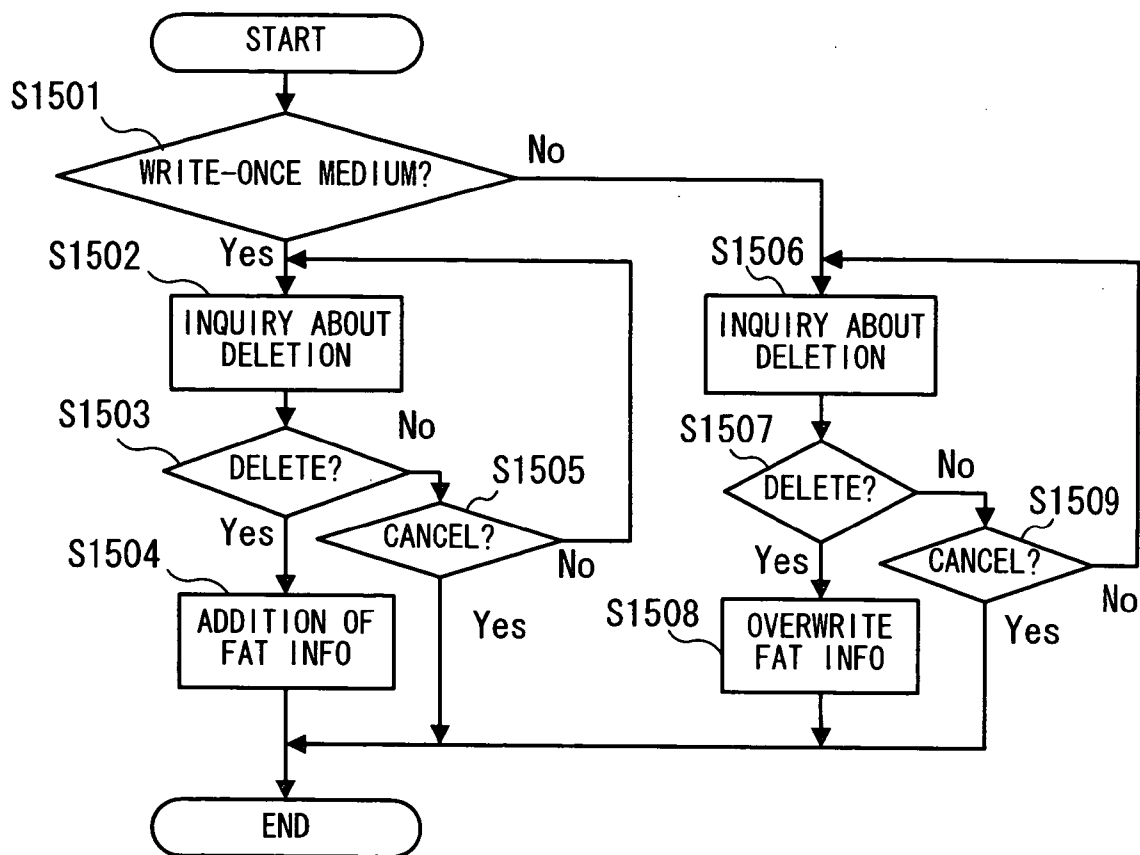 START
S1501
WRITE-ONCE MEDIUM?
No
Yes
S1502
INQUIRY ABOUT
DELETION
S1503
DELETE?
No
Yes
S1505
CANCEL?
No
Yes
S1504
ADDITION OF
FAT INFO
S1506
INQUIRY ABOUT
DELETION
S1507
DELETE?
No
Yes
S1509
CANCEL?
No
Yes
S1508
OVERWRITE
FAT INFO
END